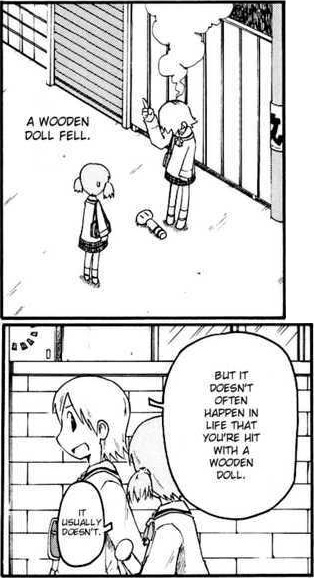 A WOODEN
DOLL FELL.
BUT IT
DOESN'T
OFTEN
HAPPEN IN
LIFE THAT
YOU'RE HIT
WITH A
WOODEN
DOLL.
IT
USUALLY
DOESN'T.